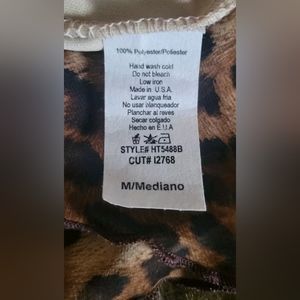 100% Polyester/Poliester
Hand wash cold
Do not bleach
Low iron
Made in U.S.A.
Lavar agua fria
No usar blanqueador
Planchar al reves
Secar colgado
Hecho en E.U.A
STYLE# HT5488B
CUT# I2768
M/Mediano